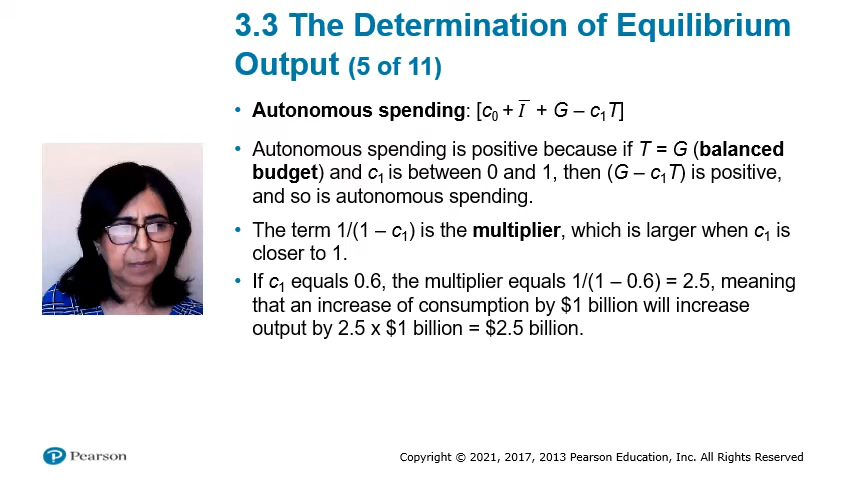 3.3 The Determination of Equilibrium
Output (5 of 11)
• Autonomous spending: [c₀ + I̅ + G – c₁T]
• Autonomous spending is positive because if T = G (balanced
budget) and c₁ is between 0 and 1, then (G – c₁T) is positive,
and so is autonomous spending.
• The term 1/(1 – c₁) is the multiplier, which is larger when c₁ is
closer to 1.
• If c₁ equals 0.6, the multiplier equals 1/(1 – 0.6) = 2.5, meaning
that an increase of consumption by $1 billion will increase
output by 2.5 x $1 billion = $2.5 billion.
P Pearson
Copyright © 2021, 2017, 2013 Pearson Education, Inc. All Rights Reserved